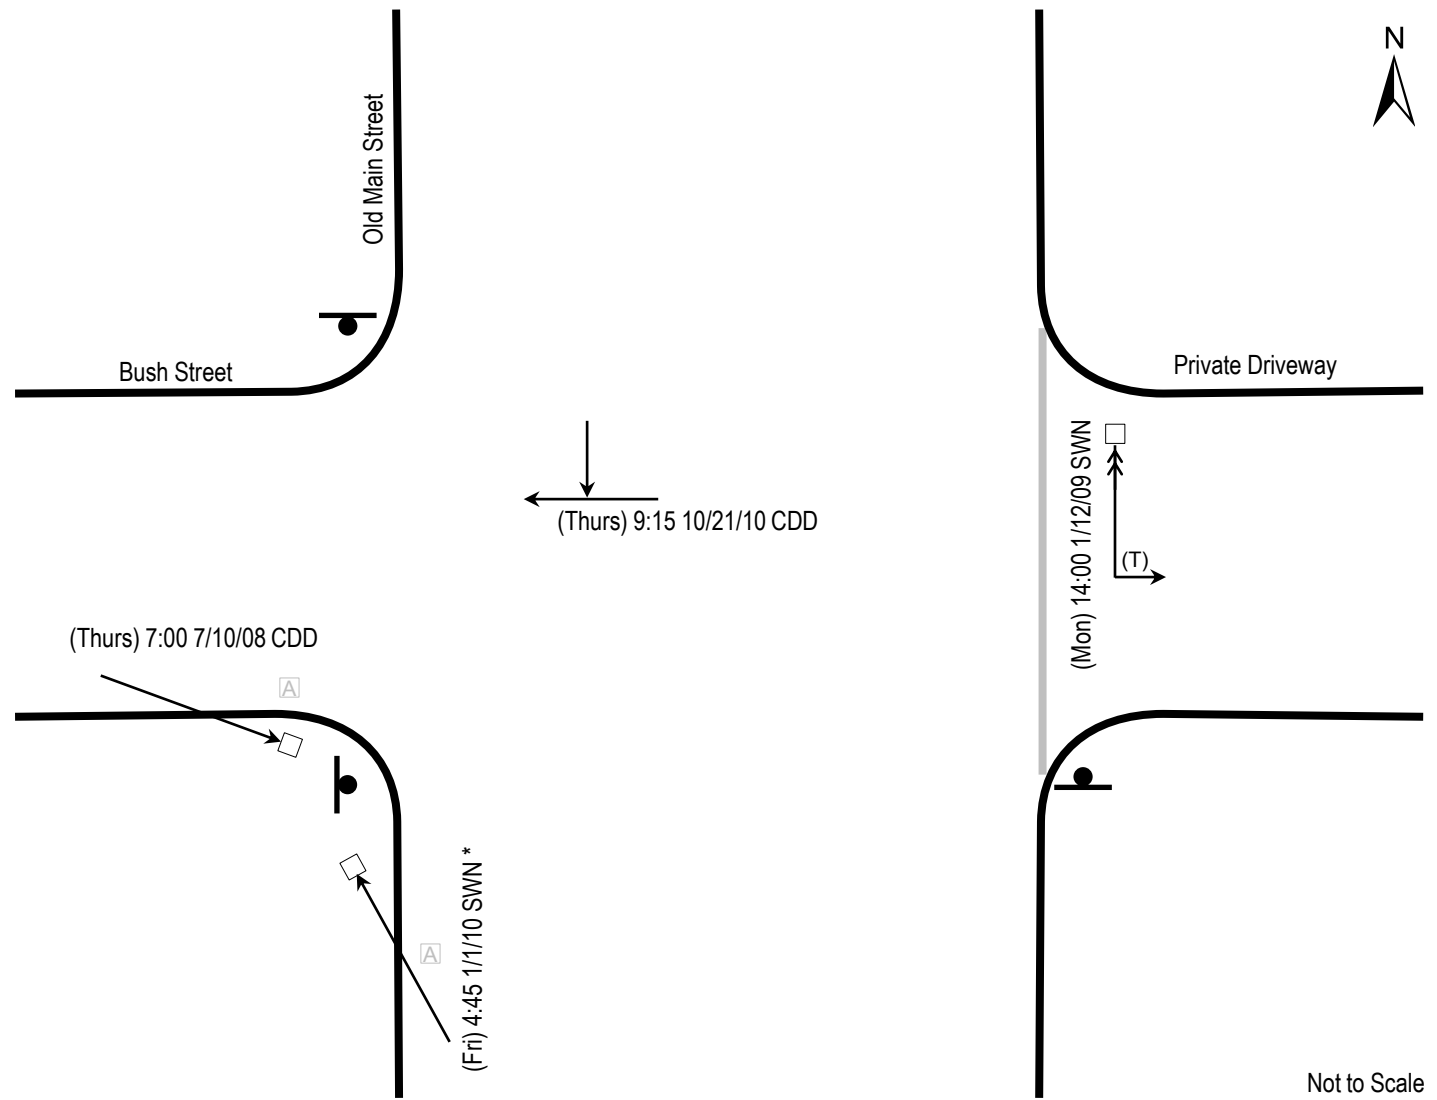 N
Old Main Street
Bush Street
Private Driveway
(Mon) 14:00 1/12/09 SWN
(T)
(Thurs) 9:15 10/21/10 CDD
(Thurs) 7:00 7/10/08 CDD
A
(Fri) 4:45 1/1/10 SWN *
A
Not to Scale